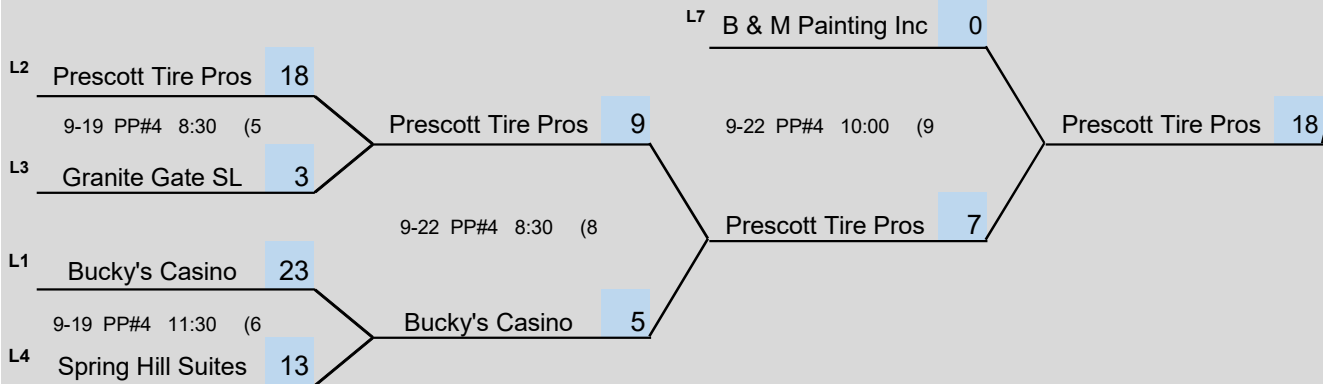 L7 B & M Painting Inc 0
L2 Prescott Tire Pros 18
9-19 PP#4 8:30 (5
Prescott Tire Pros 9
9-22 PP#4 10:00 (9
Prescott Tire Pros 18
L3 Granite Gate SL 3
9-22 PP#4 8:30 (8
Prescott Tire Pros 7
L1 Bucky's Casino 23
9-19 PP#4 11:30 (6
Bucky's Casino 5
L4 Spring Hill Suites 13